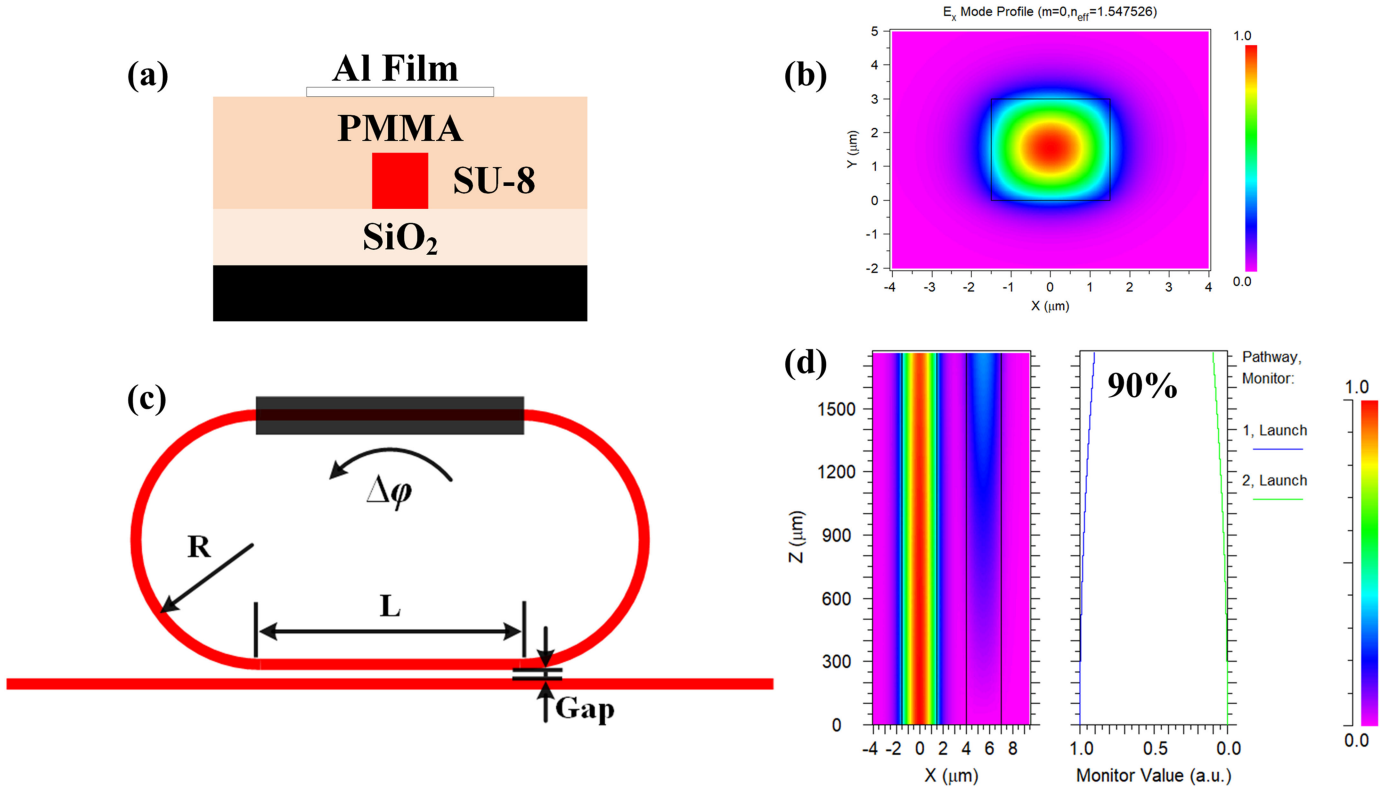 (a)
Al Film
PMMA
SU-8
SiO₂
(b)
Eₓ Mode Profile (m=0,n_eff=1.547526)
5
4
3
2
1
0
-1
-2
Y (μm)
-4 -3 -2 -1 0 1 2 3 4
X (μm)
1.0
0.0
(c)
Δφ
R
L
Gap
(d)
1500
1200
900
600
300
0
Z (μm)
-4 -2 0 2 4 6 8
X (μm)
90%
1.0 0.5 0.0
Monitor Value (a.u.)
Pathway,
Monitor:
1, Launch
2, Launch
1.0
0.0